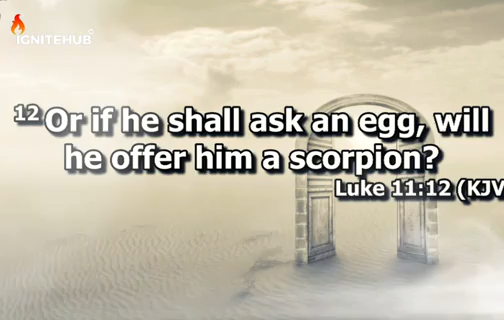 IGNITEHUB
12 Or if he shall ask an egg, will
he offer him a scorpion?
Luke 11:12 (KJV